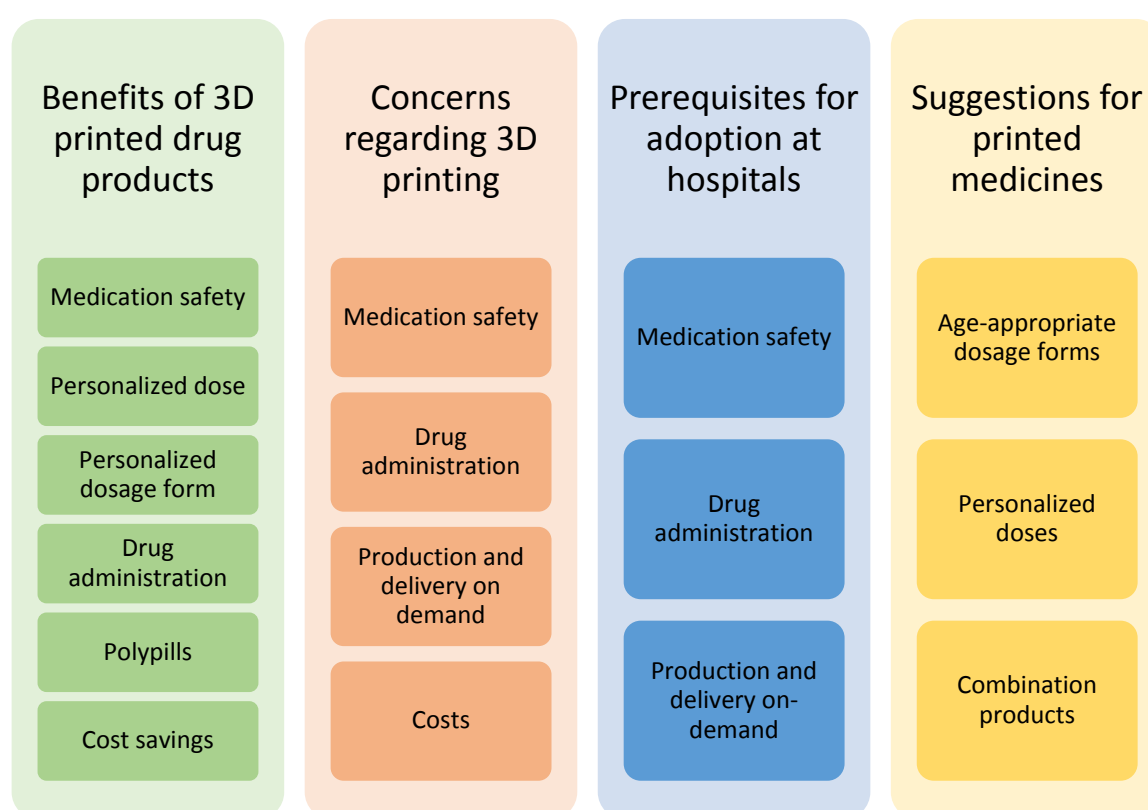 Benefits of 3D
printed drug
products
Medication safety
Personalized dose
Personalized
dosage form
Drug
administration
Polypills
Cost savings
Concerns
regarding 3D
printing
Medication safety
Drug
administration
Production and
delivery on
demand
Costs
Prerequisites for
adoption at
hospitals
Medication safety
Drug
administration
Production and
delivery on-
demand
Suggestions for
printed
medicines
Age-appropriate
dosage forms
Personalized
doses
Combination
products